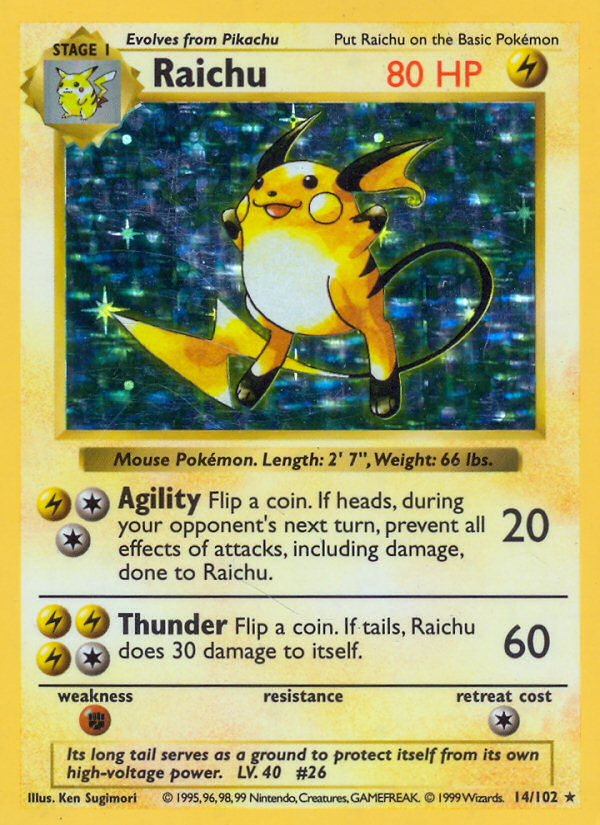 Evolves from Pikachu
Put Raichu on the Basic Pokémon
STAGE 1
Raichu
80 HP
Mouse Pokémon. Length: 2' 7", Weight: 66 lbs.
Agility Flip a coin. If heads, during
your opponent's next turn, prevent all
effects of attacks, including damage,
done to Raichu.
20
Thunder Flip a coin. If tails, Raichu
does 30 damage to itself.
60
weakness
resistance
retreat cost
Its long tail serves as a ground to protect itself from its own
high-voltage power. LV. 40 #26
Illus. Ken Sugimori
© 1995, 96, 98, 99 Nintendo, Creatures, GAMEFREAK. © 1999 Wizards.
14/102 ★